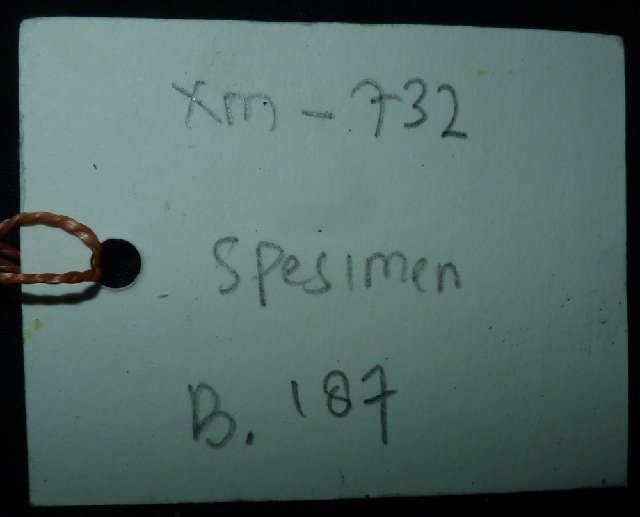 xm - 732
Spesimen
B. 187